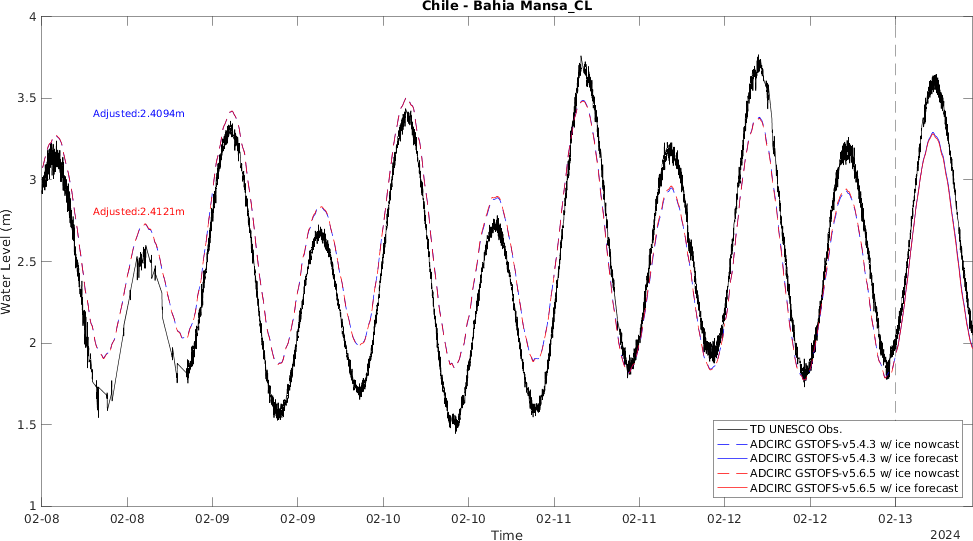 Chile - Bahia Mansa_CL
4
3.5
3
2.5
2
1.5
1
Water Level (m)
Adjusted:2.4094m
Adjusted:2.4121m
TD UNESCO Obs.
ADCIRC GSTOFS-v5.4.3 w/ ice nowcast
ADCIRC GSTOFS-v5.4.3 w/ ice forecast
ADCIRC GSTOFS-v5.6.5 w/ ice nowcast
ADCIRC GSTOFS-v5.6.5 w/ ice forecast
02-08 02-08 02-09 02-09 02-10 02-10 02-11 02-11 02-12 02-12 02-13
Time
2024